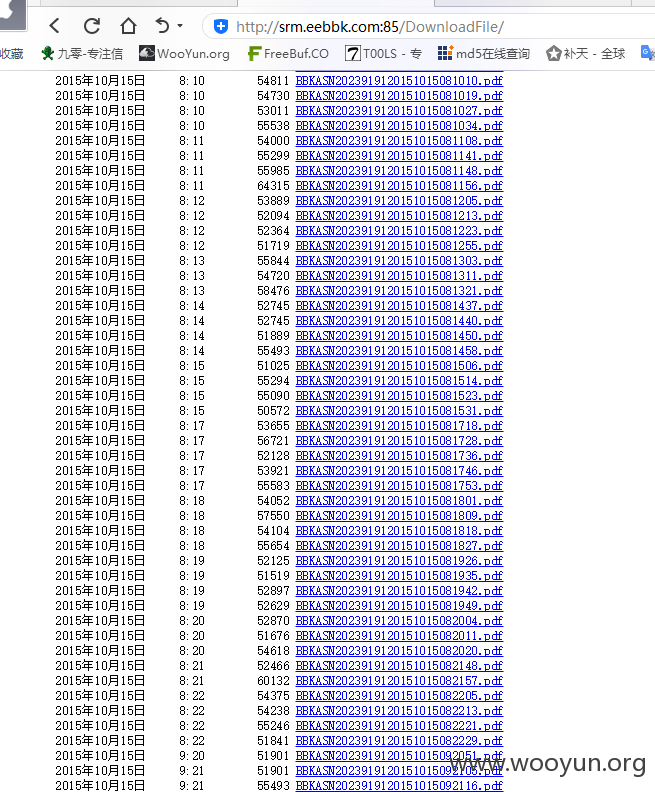 http://srm.eebbk.com:85/DownloadFile/
收藏 九零-专注信 WooYun.org FreeBuf.CO T00LS - 专 md5在线查询 补天 - 全球
2015年10月15日 8:10 54811 BBKASN2023919120151015081010.pdf
2015年10月15日 8:10 54730 BBKASN2023919120151015081019.pdf
2015年10月15日 8:10 53011 BBKASN2023919120151015081027.pdf
2015年10月15日 8:10 55538 BBKASN2023919120151015081034.pdf
2015年10月15日 8:11 54000 BBKASN2023919120151015081108.pdf
2015年10月15日 8:11 55299 BBKASN2023919120151015081141.pdf
2015年10月15日 8:11 55985 BBKASN2023919120151015081148.pdf
2015年10月15日 8:11 64315 BBKASN2023919120151015081156.pdf
2015年10月15日 8:12 53889 BBKASN2023919120151015081205.pdf
2015年10月15日 8:12 52094 BBKASN2023919120151015081213.pdf
2015年10月15日 8:12 52364 BBKASN2023919120151015081223.pdf
2015年10月15日 8:12 51719 BBKASN2023919120151015081255.pdf
2015年10月15日 8:13 55844 BBKASN2023919120151015081303.pdf
2015年10月15日 8:13 54720 BBKASN2023919120151015081311.pdf
2015年10月15日 8:13 58476 BBKASN2023919120151015081321.pdf
2015年10月15日 8:14 52745 BBKASN2023919120151015081437.pdf
2015年10月15日 8:14 52745 BBKASN2023919120151015081440.pdf
2015年10月15日 8:14 51889 BBKASN2023919120151015081450.pdf
2015年10月15日 8:14 55493 BBKASN2023919120151015081458.pdf
2015年10月15日 8:15 51025 BBKASN2023919120151015081506.pdf
2015年10月15日 8:15 55294 BBKASN2023919120151015081514.pdf
2015年10月15日 8:15 55090 BBKASN2023919120151015081523.pdf
2015年10月15日 8:15 50572 BBKASN2023919120151015081531.pdf
2015年10月15日 8:17 53655 BBKASN2023919120151015081718.pdf
2015年10月15日 8:17 56721 BBKASN2023919120151015081728.pdf
2015年10月15日 8:17 52128 BBKASN2023919120151015081736.pdf
2015年10月15日 8:17 53921 BBKASN2023919120151015081746.pdf
2015年10月15日 8:17 55583 BBKASN2023919120151015081753.pdf
2015年10月15日 8:18 54052 BBKASN2023919120151015081801.pdf
2015年10月15日 8:18 57550 BBKASN2023919120151015081809.pdf
2015年10月15日 8:18 54104 BBKASN2023919120151015081818.pdf
2015年10月15日 8:18 55654 BBKASN2023919120151015081827.pdf
2015年10月15日 8:19 52125 BBKASN2023919120151015081926.pdf
2015年10月15日 8:19 51519 BBKASN2023919120151015081935.pdf
2015年10月15日 8:19 52897 BBKASN2023919120151015081942.pdf
2015年10月15日 8:19 52629 BBKASN2023919120151015081949.pdf
2015年10月15日 8:20 52870 BBKASN2023919120151015082004.pdf
2015年10月15日 8:20 51676 BBKASN2023919120151015082011.pdf
2015年10月15日 8:20 54618 BBKASN2023919120151015082020.pdf
2015年10月15日 8:21 52466 BBKASN2023919120151015082148.pdf
2015年10月15日 8:21 60132 BBKASN2023919120151015082157.pdf
2015年10月15日 8:22 54375 BBKASN2023919120151015082205.pdf
2015年10月15日 8:22 54238 BBKASN2023919120151015082213.pdf
2015年10月15日 8:22 55246 BBKASN2023919120151015082221.pdf
2015年10月15日 8:22 51841 BBKASN2023919120151015082229.pdf
2015年10月15日 9:20 51901 BBKASN2023919120151015092051.pdf
2015年10月15日 9:21 51901
www.wooyun.org
2015年10月15日 9:21 55493 BBKASN2023919120151015092116.pdf